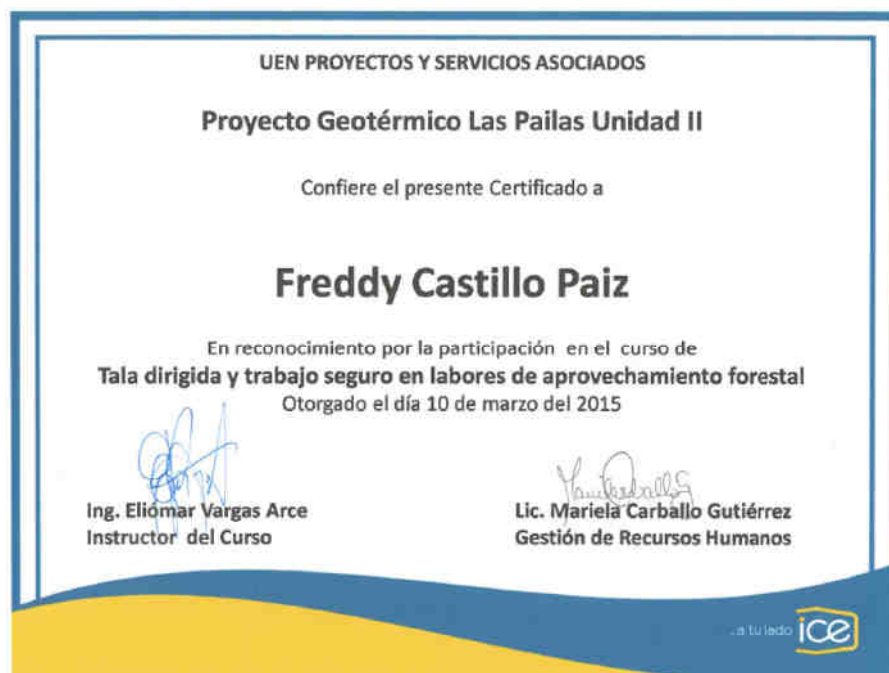 UEN PROYECTOS Y SERVICIOS ASOCIADOS
Proyecto Geotérmico Las Pailas Unidad II
Confiere el presente Certificado a
Freddy Castillo Paiz
En reconocimiento por la participación en el curso de
Tala dirigida y trabajo seguro en labores de aprovechamiento forestal
Otorgado el día 10 de marzo del 2015
Ing. Eliómar Vargas Arce
Instructor del Curso
Lic. Mariela Carballo Gutiérrez
Gestión de Recursos Humanos
...a tu lado ice